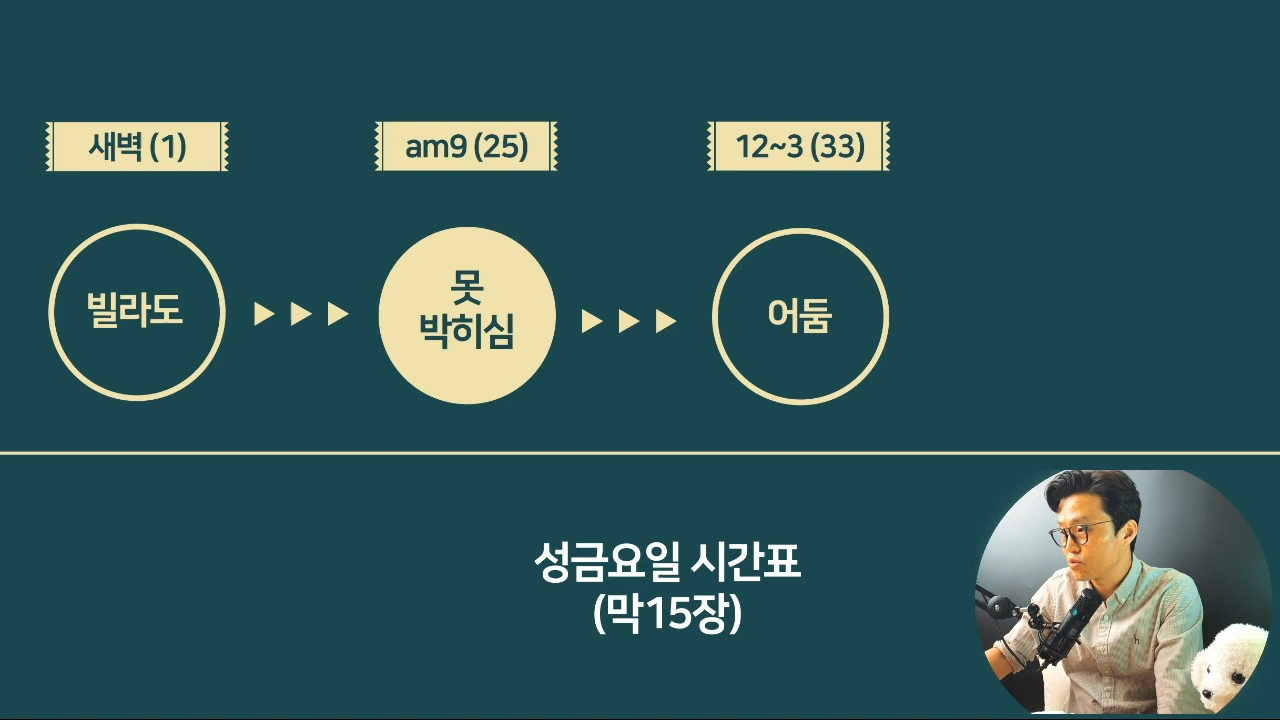 새벽 (1)
am9 (25)
12~3 (33)
빌라도
못
박히심
어둠
성금요일 시간표
(막15장)